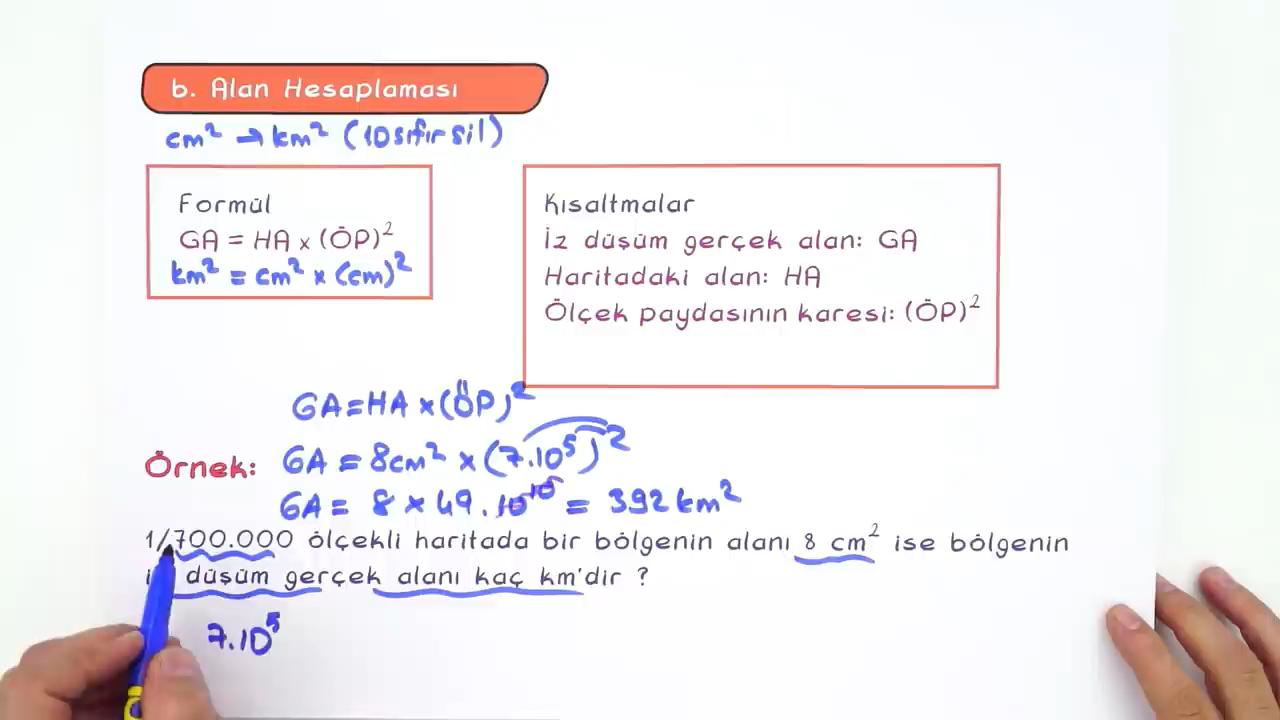 b. Alan Hesaplaması
cm² → km² (10 sıfır sil)
Formül
GA = HA x (ÖP)²
km² = cm² x (cm)²
Kısaltmalar
İz düşüm gerçek alan: GA
Haritadaki alan: HA
Ölçek paydasının karesi: (ÖP)²
GA = HA x (ÖP)²
Örnek: GA = 8cm² x (7.10⁵)²
GA = 8 x 49.10¹⁰ = 392 km²
1/700.000 ölçekli haritada bir bölgenin alanı 8 cm² ise bölgenin
düşüm gerçek alanı kaç km'dir ?
7.10⁵